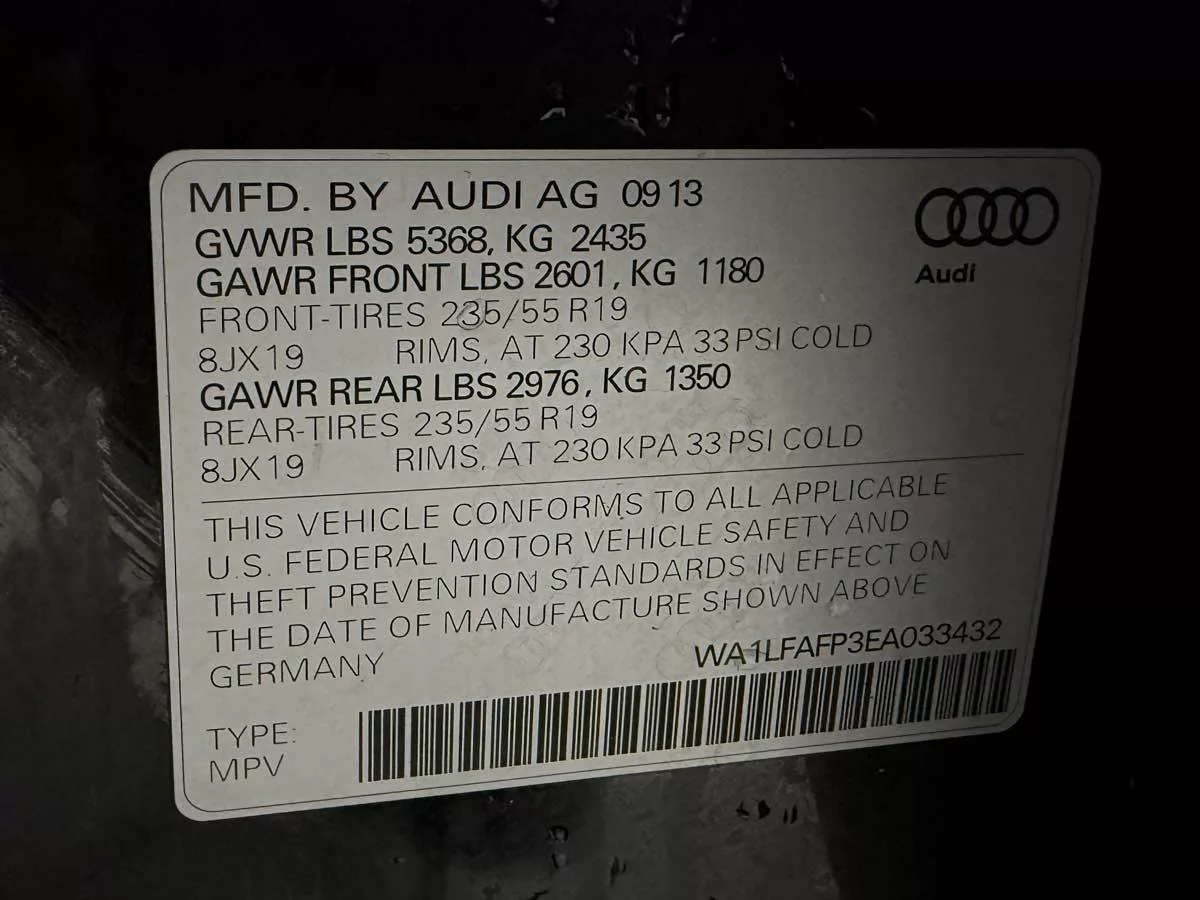 MFD. BY AUDI AG 09 13
GVWR LBS 5368, KG 2435
GAWR FRONT LBS 2601, KG 1180
FRONT-TIRES 235/55 R19
8JX19 RIMS, AT 230 KPA 33 PSI COLD
GAWR REAR LBS 2976, KG 1350
REAR-TIRES 235/55 R19
8JX19 RIMS, AT 230 KPA 33 PSI COLD
Audi
THIS VEHICLE CONFORMS TO ALL APPLICABLE
U.S. FEDERAL MOTOR VEHICLE SAFETY AND
THEFT PREVENTION STANDARDS IN EFFECT ON
THE DATE OF MANUFACTURE SHOWN ABOVE
GERMANY
WA1LFAFP3EA033432
TYPE:
MPV